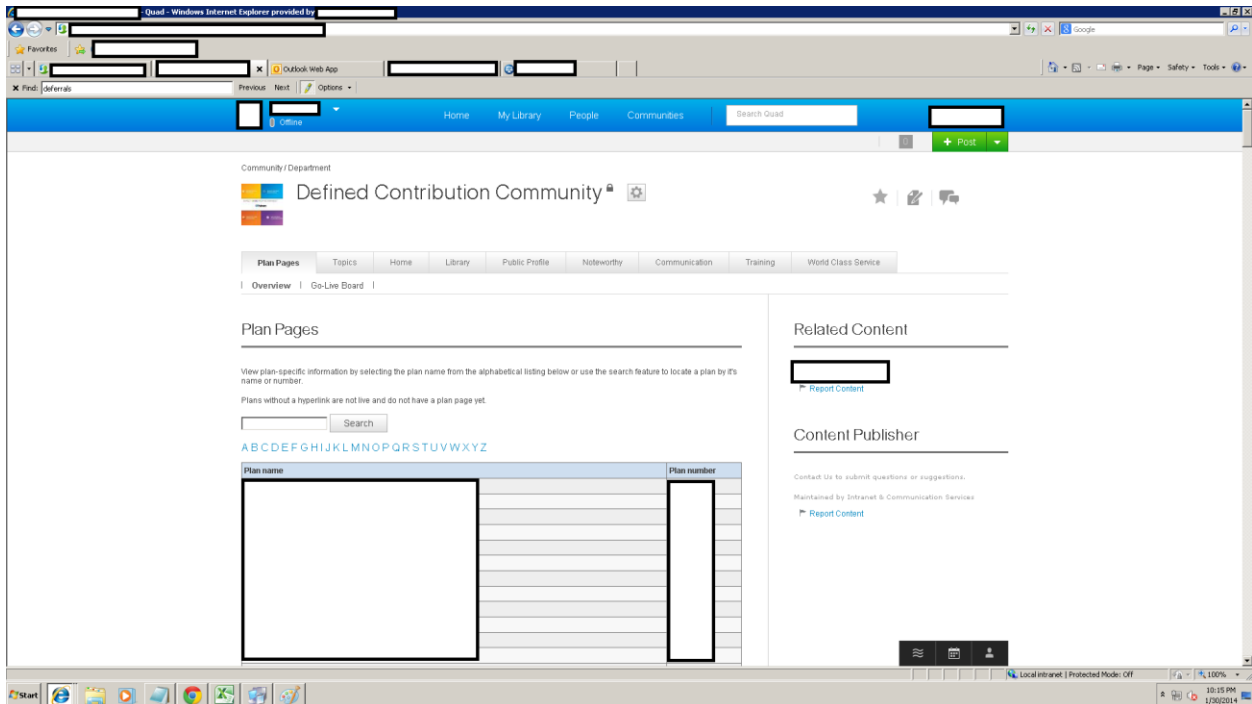 - Quad - Windows Internet Explorer provided by
Google
Favorites
Outlook Web App
Page Safety Tools
Find: deferrals Previous Next Options
Offline
Home My Library People Communities Search Quad
0 + Post
Community / Department
Defined Contribution Community
Plan Pages Topics Home Library Public Profile Noteworthy Communication Training World Class Service
| Overview | Go-Live Board |
Plan Pages
Related Content
View plan-specific information by selecting the plan name from the alphabetical listing below or use the search feature to locate a plan by it's
name or number.
Report Content
Plans without a hyperlink are not live and do not have a plan page yet.
Search
Content Publisher
A B C D E F G H I J K L M N O P Q R S T U V W X Y Z
Plan name Plan number
Contact Us to submit questions or suggestions.
Maintained by Intranet & Communication Services
Report Content
Local intranet | Protected Mode: Off 100%
Start
10:15 PM
1/30/2014